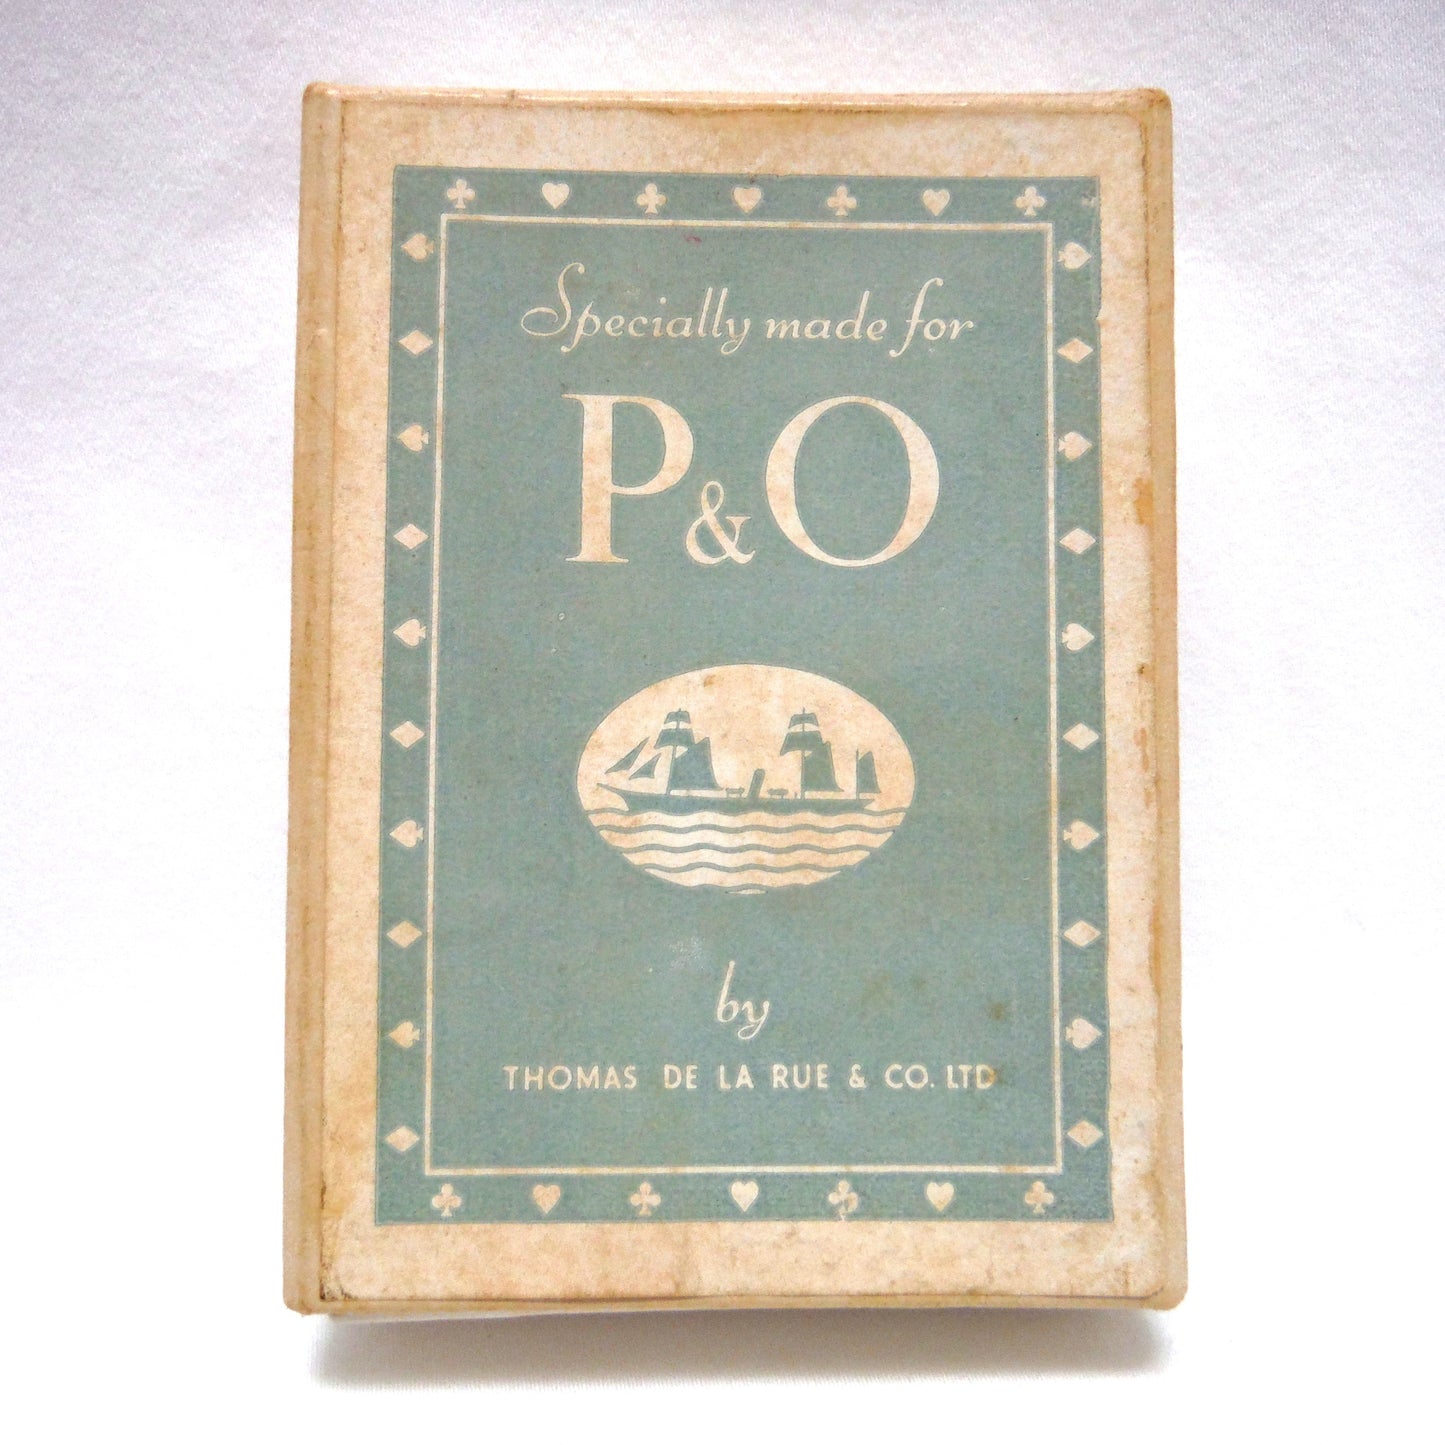 Specially made for
P&O
by
THOMAS DE LA RUE & CO. LTD